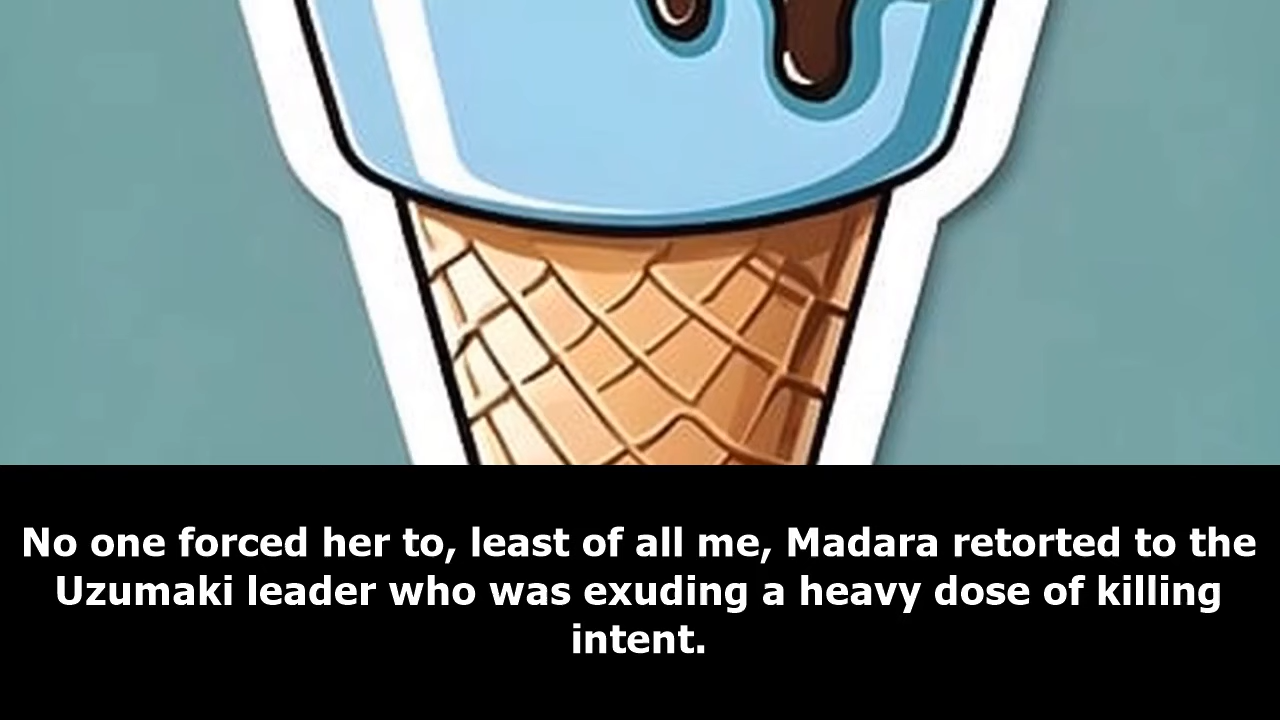 No one forced her to, least of all me, Madara retorted to the
Uzumaki leader who was exuding a heavy dose of killing
intent.